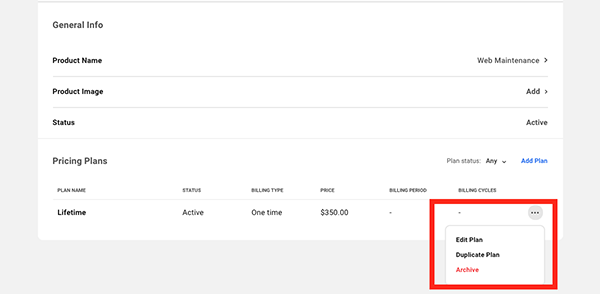 General Info
Product Name Web Maintenance >
Product Image Add >
Status Active
Pricing Plans Plan status: Any Add Plan
PLAN NAME STATUS BILLING TYPE PRICE BILLING PERIOD BILLING CYCLES
Lifetime Active One time $350.00 - - ...
Edit Plan
Duplicate Plan
Archive